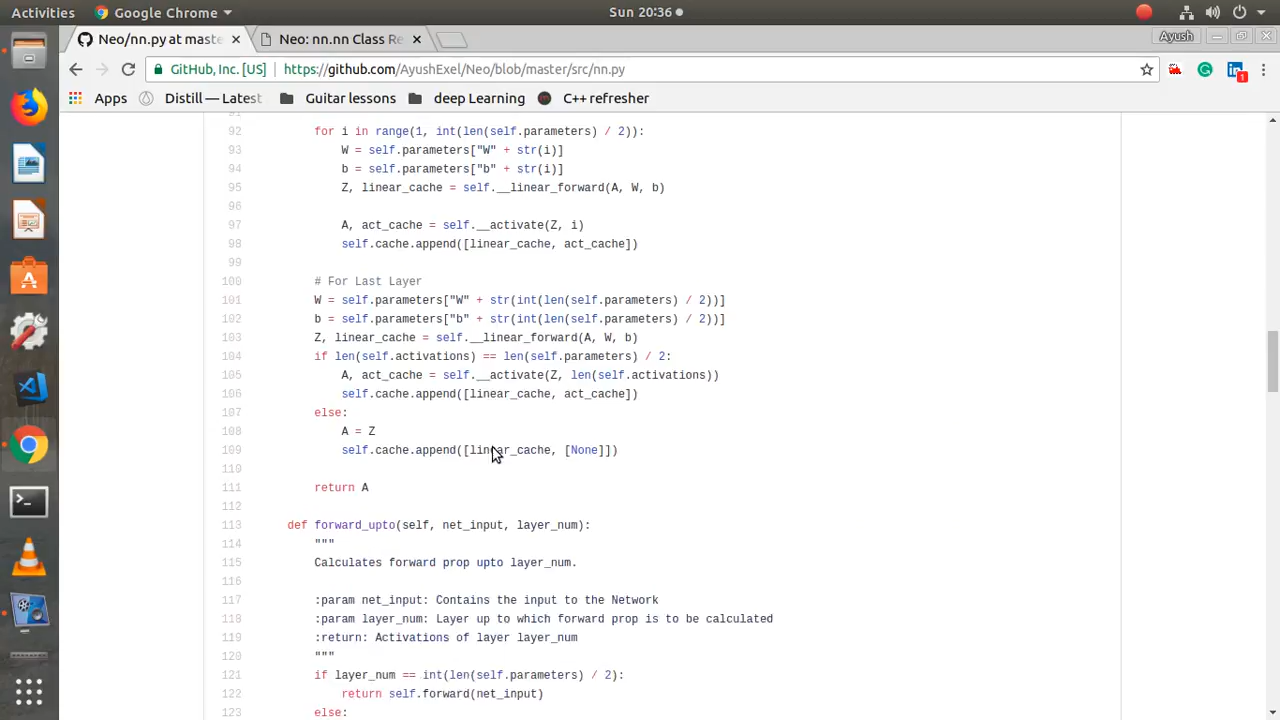 Activities Google Chrome Sun 20:36
Neo/nn.py at maste Neo: nn.nn Class Re Ayush
GitHub, Inc. [US] https://github.com/AyushExel/Neo/blob/master/src/nn.py 1
Apps Distill — Latest Guitar lessons deep Learning C++ refresher
91
92 for i in range(1, int(len(self.parameters) / 2)):
93 W = self.parameters["W" + str(i)]
94 b = self.parameters["b" + str(i)]
95 Z, linear_cache = self.__linear_forward(A, W, b)
96
97 A, act_cache = self.__activate(Z, i)
98 self.cache.append([linear_cache, act_cache])
99
100 # For Last Layer
101 W = self.parameters["W" + str(int(len(self.parameters) / 2))]
102 b = self.parameters["b" + str(int(len(self.parameters) / 2))]
103 Z, linear_cache = self.__linear_forward(A, W, b)
104 if len(self.activations) == len(self.parameters) / 2:
105 A, act_cache = self.__activate(Z, len(self.activations))
106 self.cache.append([linear_cache, act_cache])
107 else:
108 A = Z
109 self.cache.append([linear_cache, [None]])
110
111 return A
112
113 def forward_upto(self, net_input, layer_num):
114 """
115 Calculates forward prop upto layer_num.
116
117 :param net_input: Contains the input to the Network
118 :param layer_num: Layer up to which forward prop is to be calculated
119 :return: Activations of layer layer_num
120 """
121 if layer_num == int(len(self.parameters) / 2):
122 return self.forward(net_input)
123 else: